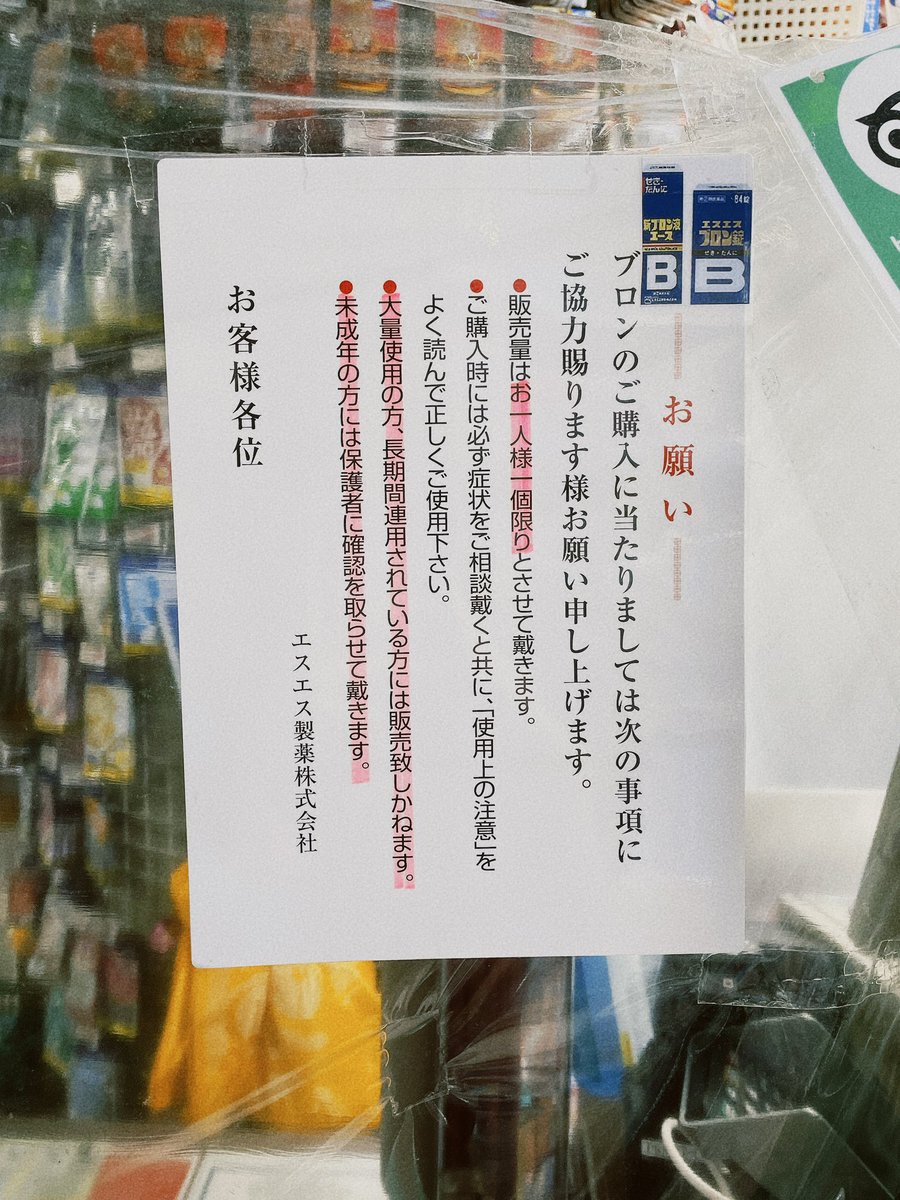 お願い
ブロンのご購入に当たりましては次の事項に
ご協力賜ります様お願い申し上げます。
●販売量はお一人様一個限りとさせて戴きます。
●ご購入時には必ず症状をご相談戴くと共に、「使用上の注意」を
よく読んで正しくご使用下さい。
●大量使用の方、長期間連用されている方には販売致しかねます。
●未成年の方には保護者に確認を取らせて戴きます。
エスエス製薬株式会社
お客様各位
せき・
たんに
新ブロン液
エース
B
84錠
エスエス
ブロン錠
せき・たんに
B